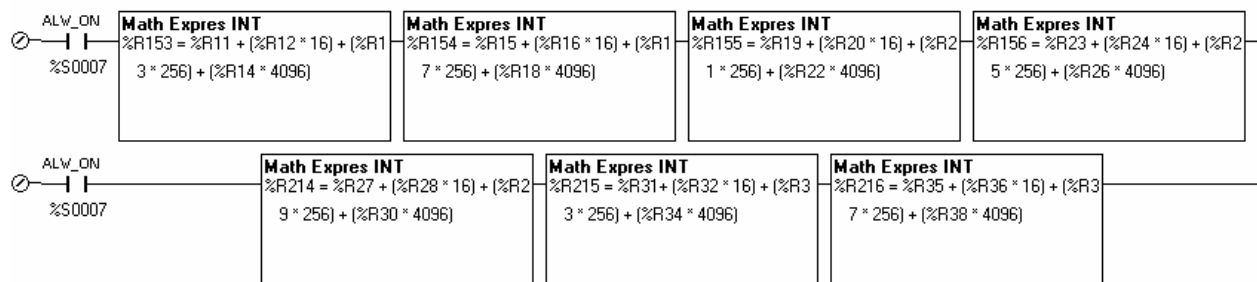 ALW_ON
%S0007
Math Expres INT
%R153 = %R11 + (%R12 * 16) + (%R1
3 * 256) + (%R14 * 4096)
Math Expres INT
%R154 = %R15 + (%R16 * 16) + (%R1
7 * 256) + (%R18 * 4096)
Math Expres INT
%R155 = %R19 + (%R20 * 16) + (%R2
1 * 256) + (%R22 * 4096)
Math Expres INT
%R156 = %R23 + (%R24 * 16) + (%R2
5 * 256) + (%R26 * 4096)
ALW_ON
%S0007
Math Expres INT
%R214 = %R27 + (%R28 * 16) + (%R2
9 * 256) + (%R30 * 4096)
Math Expres INT
%R215 = %R31+ (%R32 * 16) + (%R3
3 * 256) + (%R34 * 4096)
Math Expres INT
%R216 = %R35 + (%R36 * 16) + (%R3
7 * 256) + (%R38 * 4096)